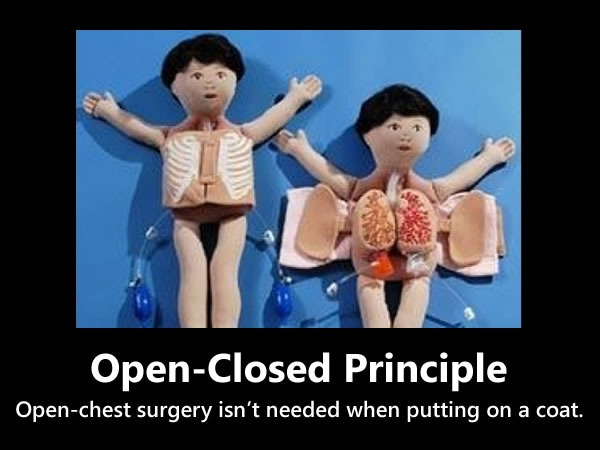 Open-Closed Principle
Open-chest surgery isn’t needed when putting on a coat.